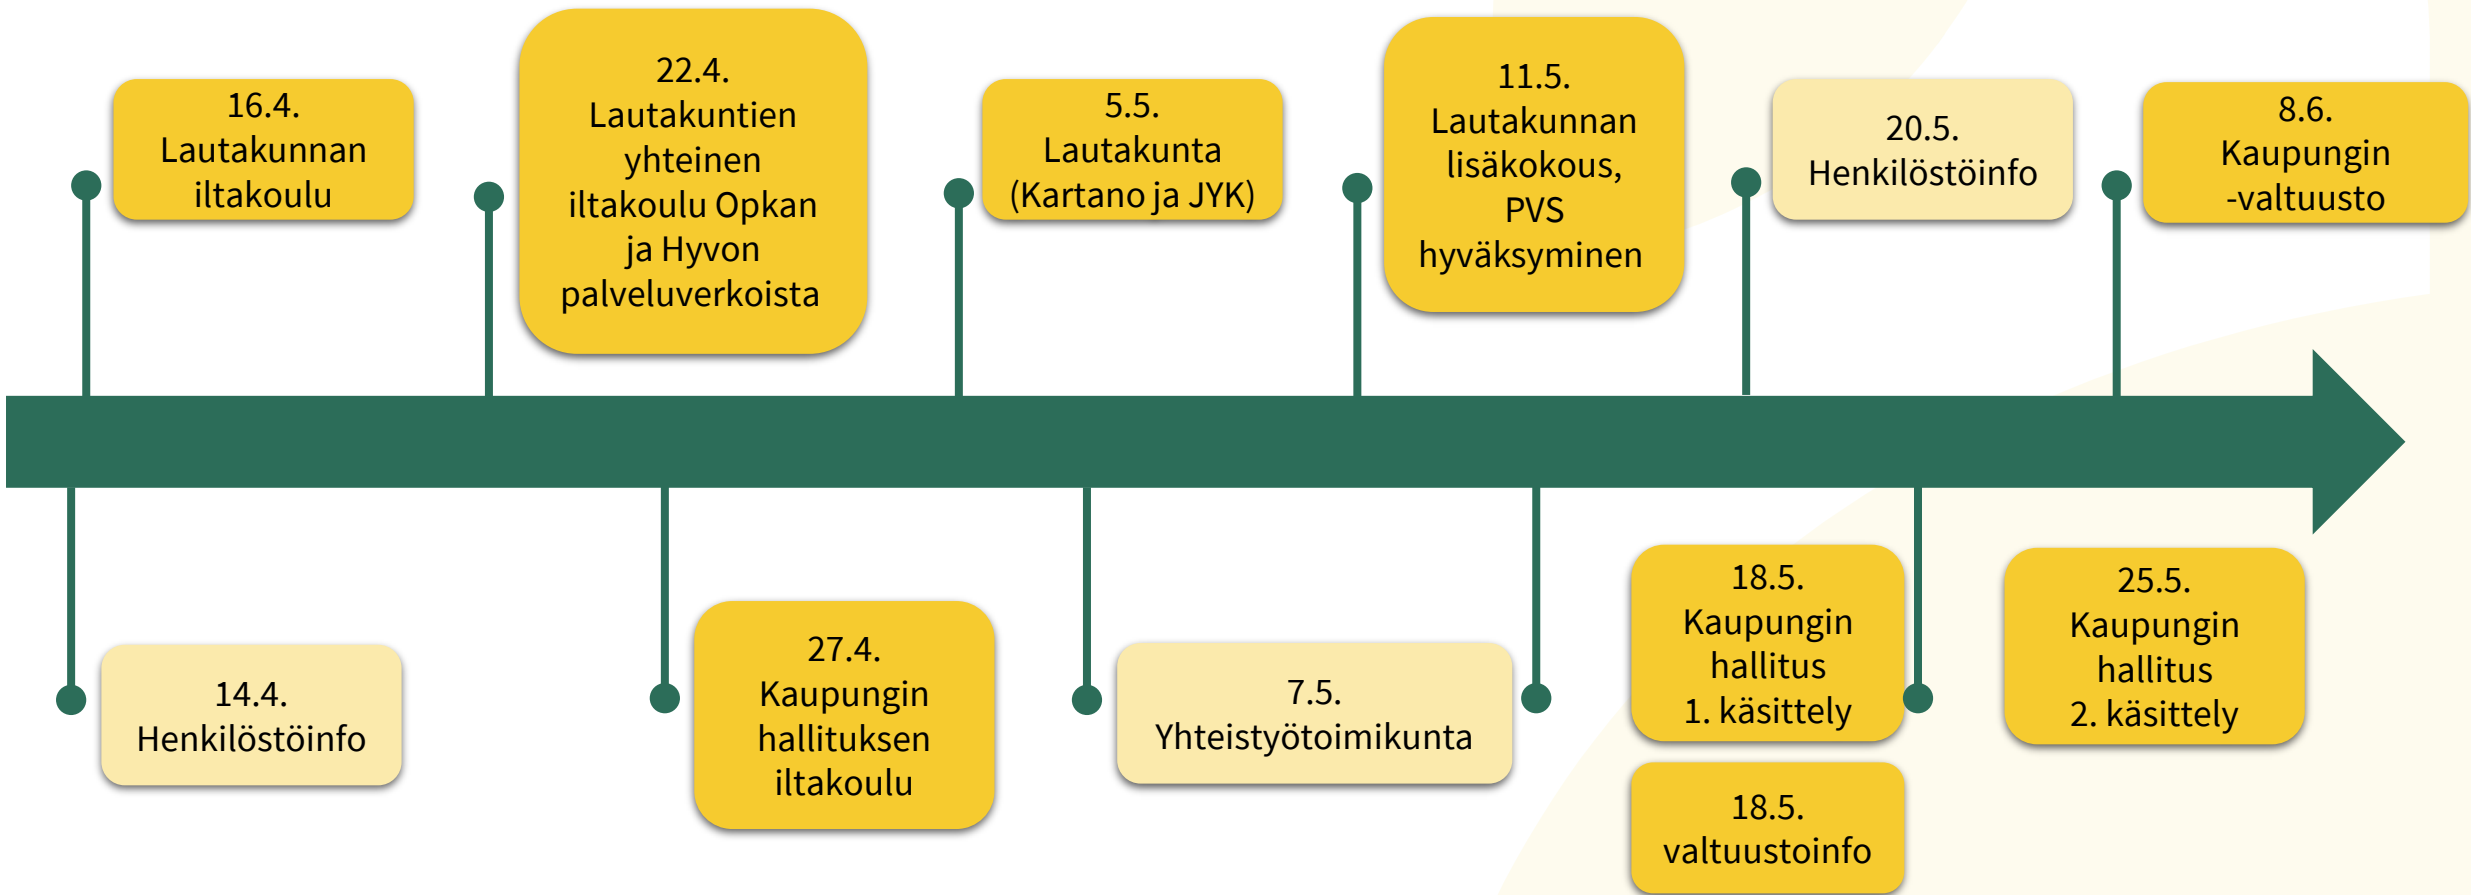 16.4.
Lautakunnan
iltakoulu
22.4.
Lautakuntien
yhteinen
iltakoulu Opkan
ja Hyvon
palveluverkoista
5.5.
Lautakunta
(Kartano ja JYK)
11.5.
Lautakunnan
lisäkokous,
PVS
hyväksyminen
20.5.
Henkilöstöinfo
8.6.
Kaupungin
-valtuusto
14.4.
Henkilöstöinfo
27.4.
Kaupungin
hallituksen
iltakoulu
7.5.
Yhteistyötoimikunta
18.5.
Kaupungin
hallitus
1. käsittely
18.5.
valtuustoinfo
25.5.
Kaupungin
hallitus
2. käsittely